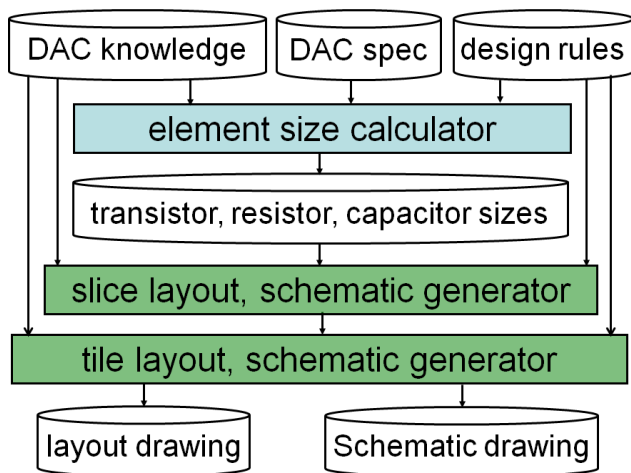 DAC knowledge
DAC spec
design rules
element size calculator
transistor, resistor, capacitor sizes
slice layout, schematic generator
tile layout, schematic generator
layout drawing
Schematic drawing